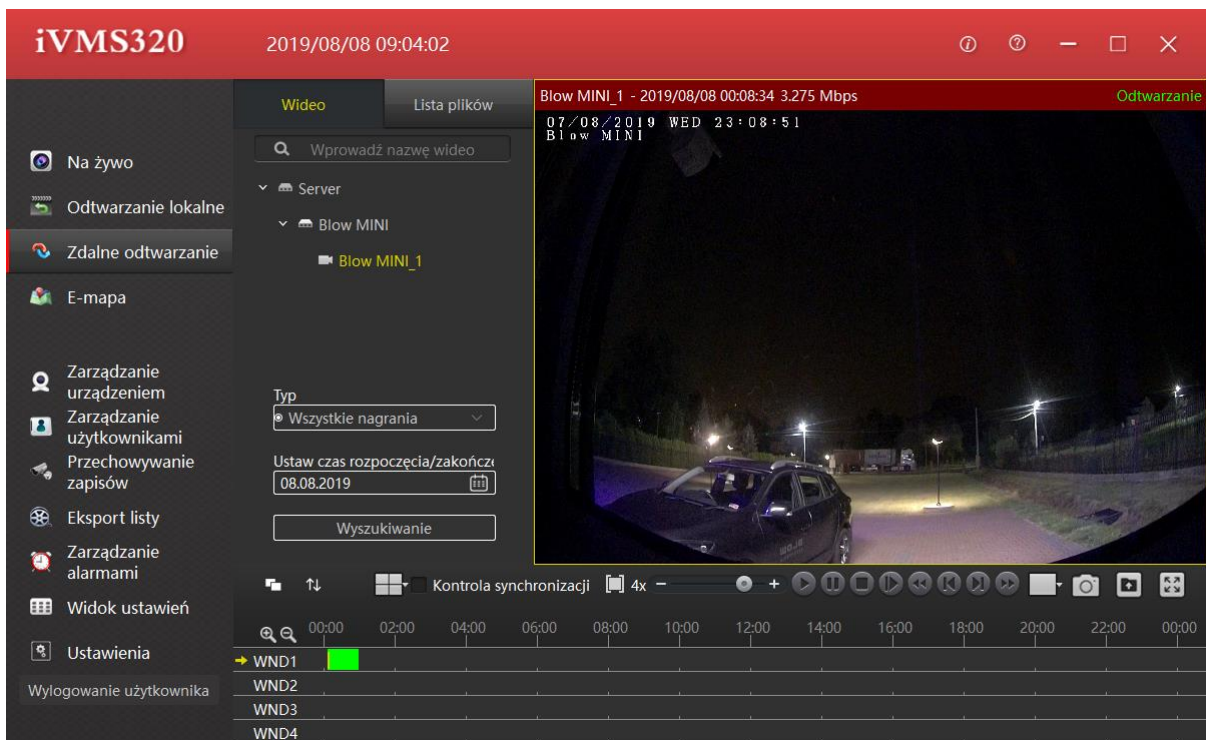 iVMS320
2019/08/08 09:04:02
Na żywo
Odtwarzanie lokalne
Zdalne odtwarzanie
E-mapa
Zarządzanie
urządzeniem
Zarządzanie
użytkownikami
Przechowywanie
zapisów
Eksport listy
Zarządzanie
alarmami
Widok ustawień
Ustawienia
Wylogowanie użytkownika
Wideo
Lista plików
Wprowadź nazwę wideo
Server
Blow MINI
Blow MINI_1
Typ
Wszystkie nagrania
Ustaw czas rozpoczęcia/zakończe
08.08.2019
Wyszukiwanie
Blow MINI_1 - 2019/08/08 00:08:34 3.275 Mbps
Odtwarzanie
07/08/2019 WED 23:08:51
Blow MINI
Kontrola synchronizacji
4x
00:00 02:00 04:00 06:00 08:00 10:00 12:00 14:00 16:00 18:00 20:00 22:00 00:00
WND1
WND2
WND3
WND4